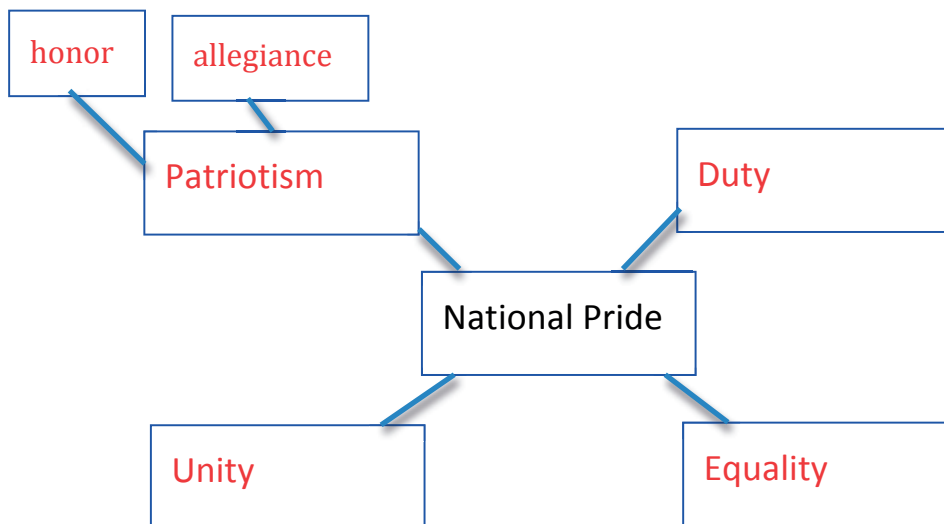 honor
allegiance
Patriotism
Duty
National Pride
Unity
Equality